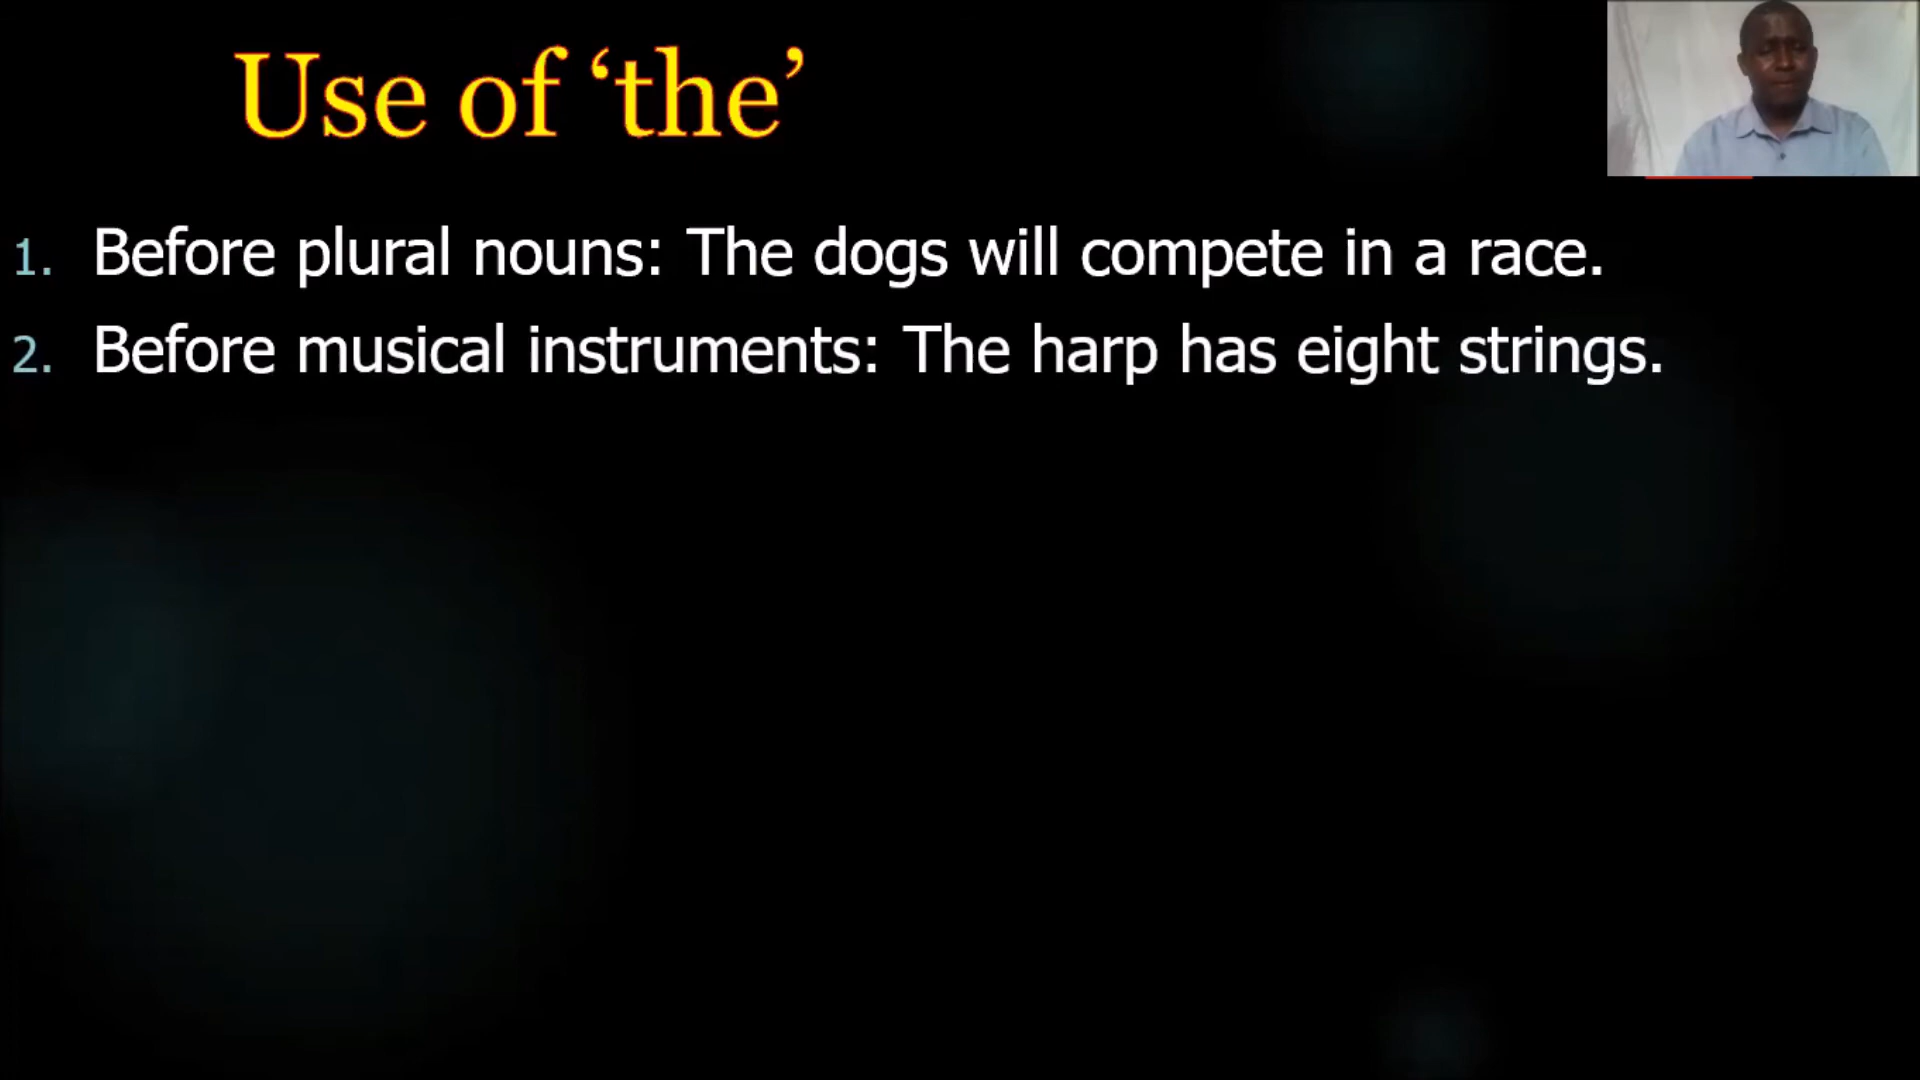 Use of ‘the’
1. Before plural nouns: The dogs will compete in a race.
2. Before musical instruments: The harp has eight strings.